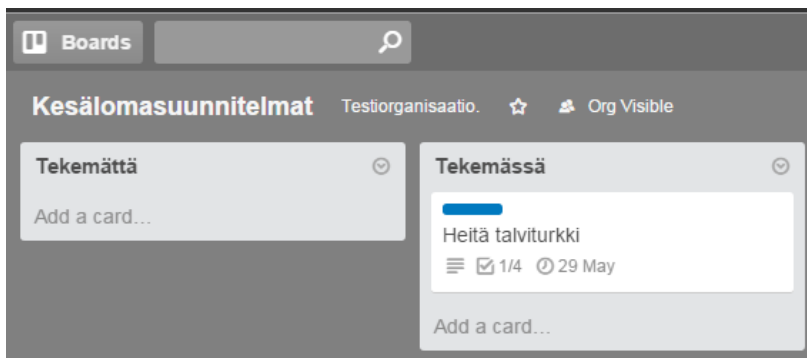 Boards
Kesälomasuunnitelmat Testiorganisaatio. Org Visible
Tekemättä
Add a card...
Tekemässä
Heitä talviturkki
1/4 29 May
Add a card...